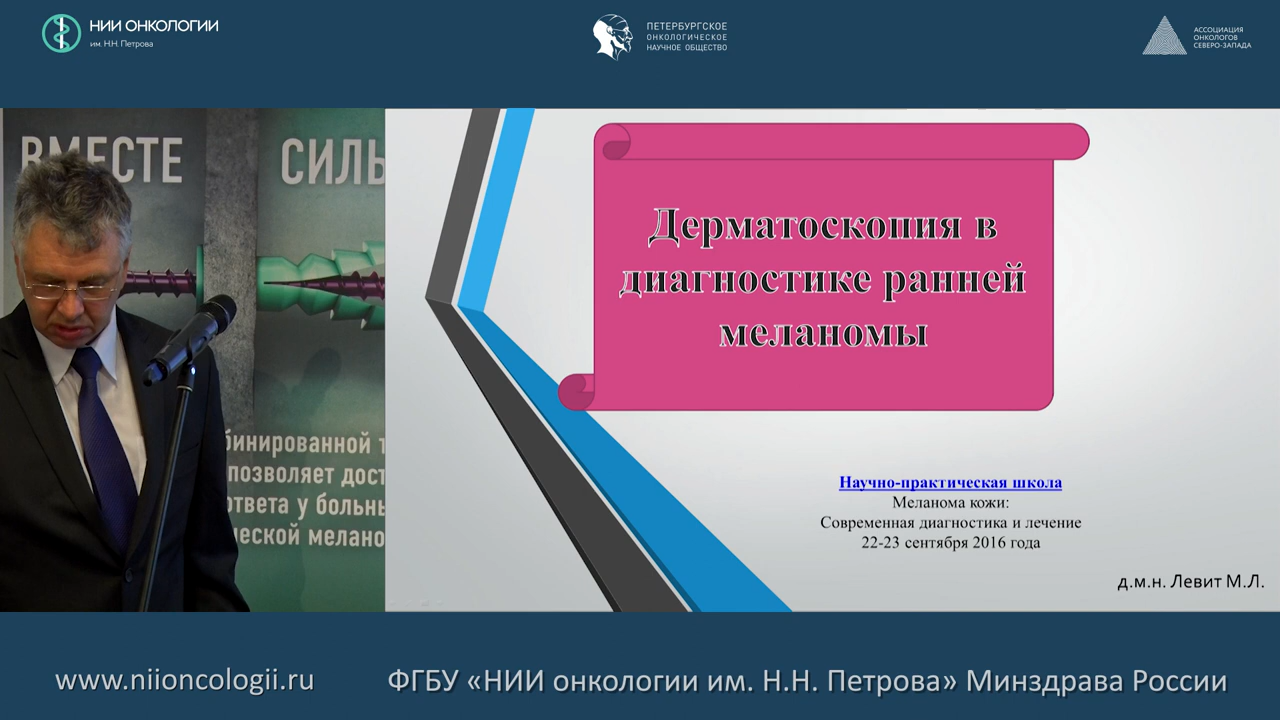 НИИ ОНКОЛОГИИ
им. Н.Н. Петрова
ПЕТЕРБУРГСКОЕ
ОНКОЛОГИЧЕСКОЕ
НАУЧНОЕ ОБЩЕСТВО
АССОЦИАЦИЯ
ОНКОЛОГОВ
СЕВЕРО-ЗАПАДА
ВМЕСТЕ
СИЛЬ
бинированной т
позволяет дост
ответа у больны
ческой мелано
Дерматоскопия в
диагностике ранней
меланомы
Научно-практическая школа
Меланома кожи:
Современная диагностика и лечение
22-23 сентября 2016 года
д.м.н. Левит М.Л.
www.niioncologii.ru
ФГБУ «НИИ онкологии им. Н.Н. Петрова» Минздрава России